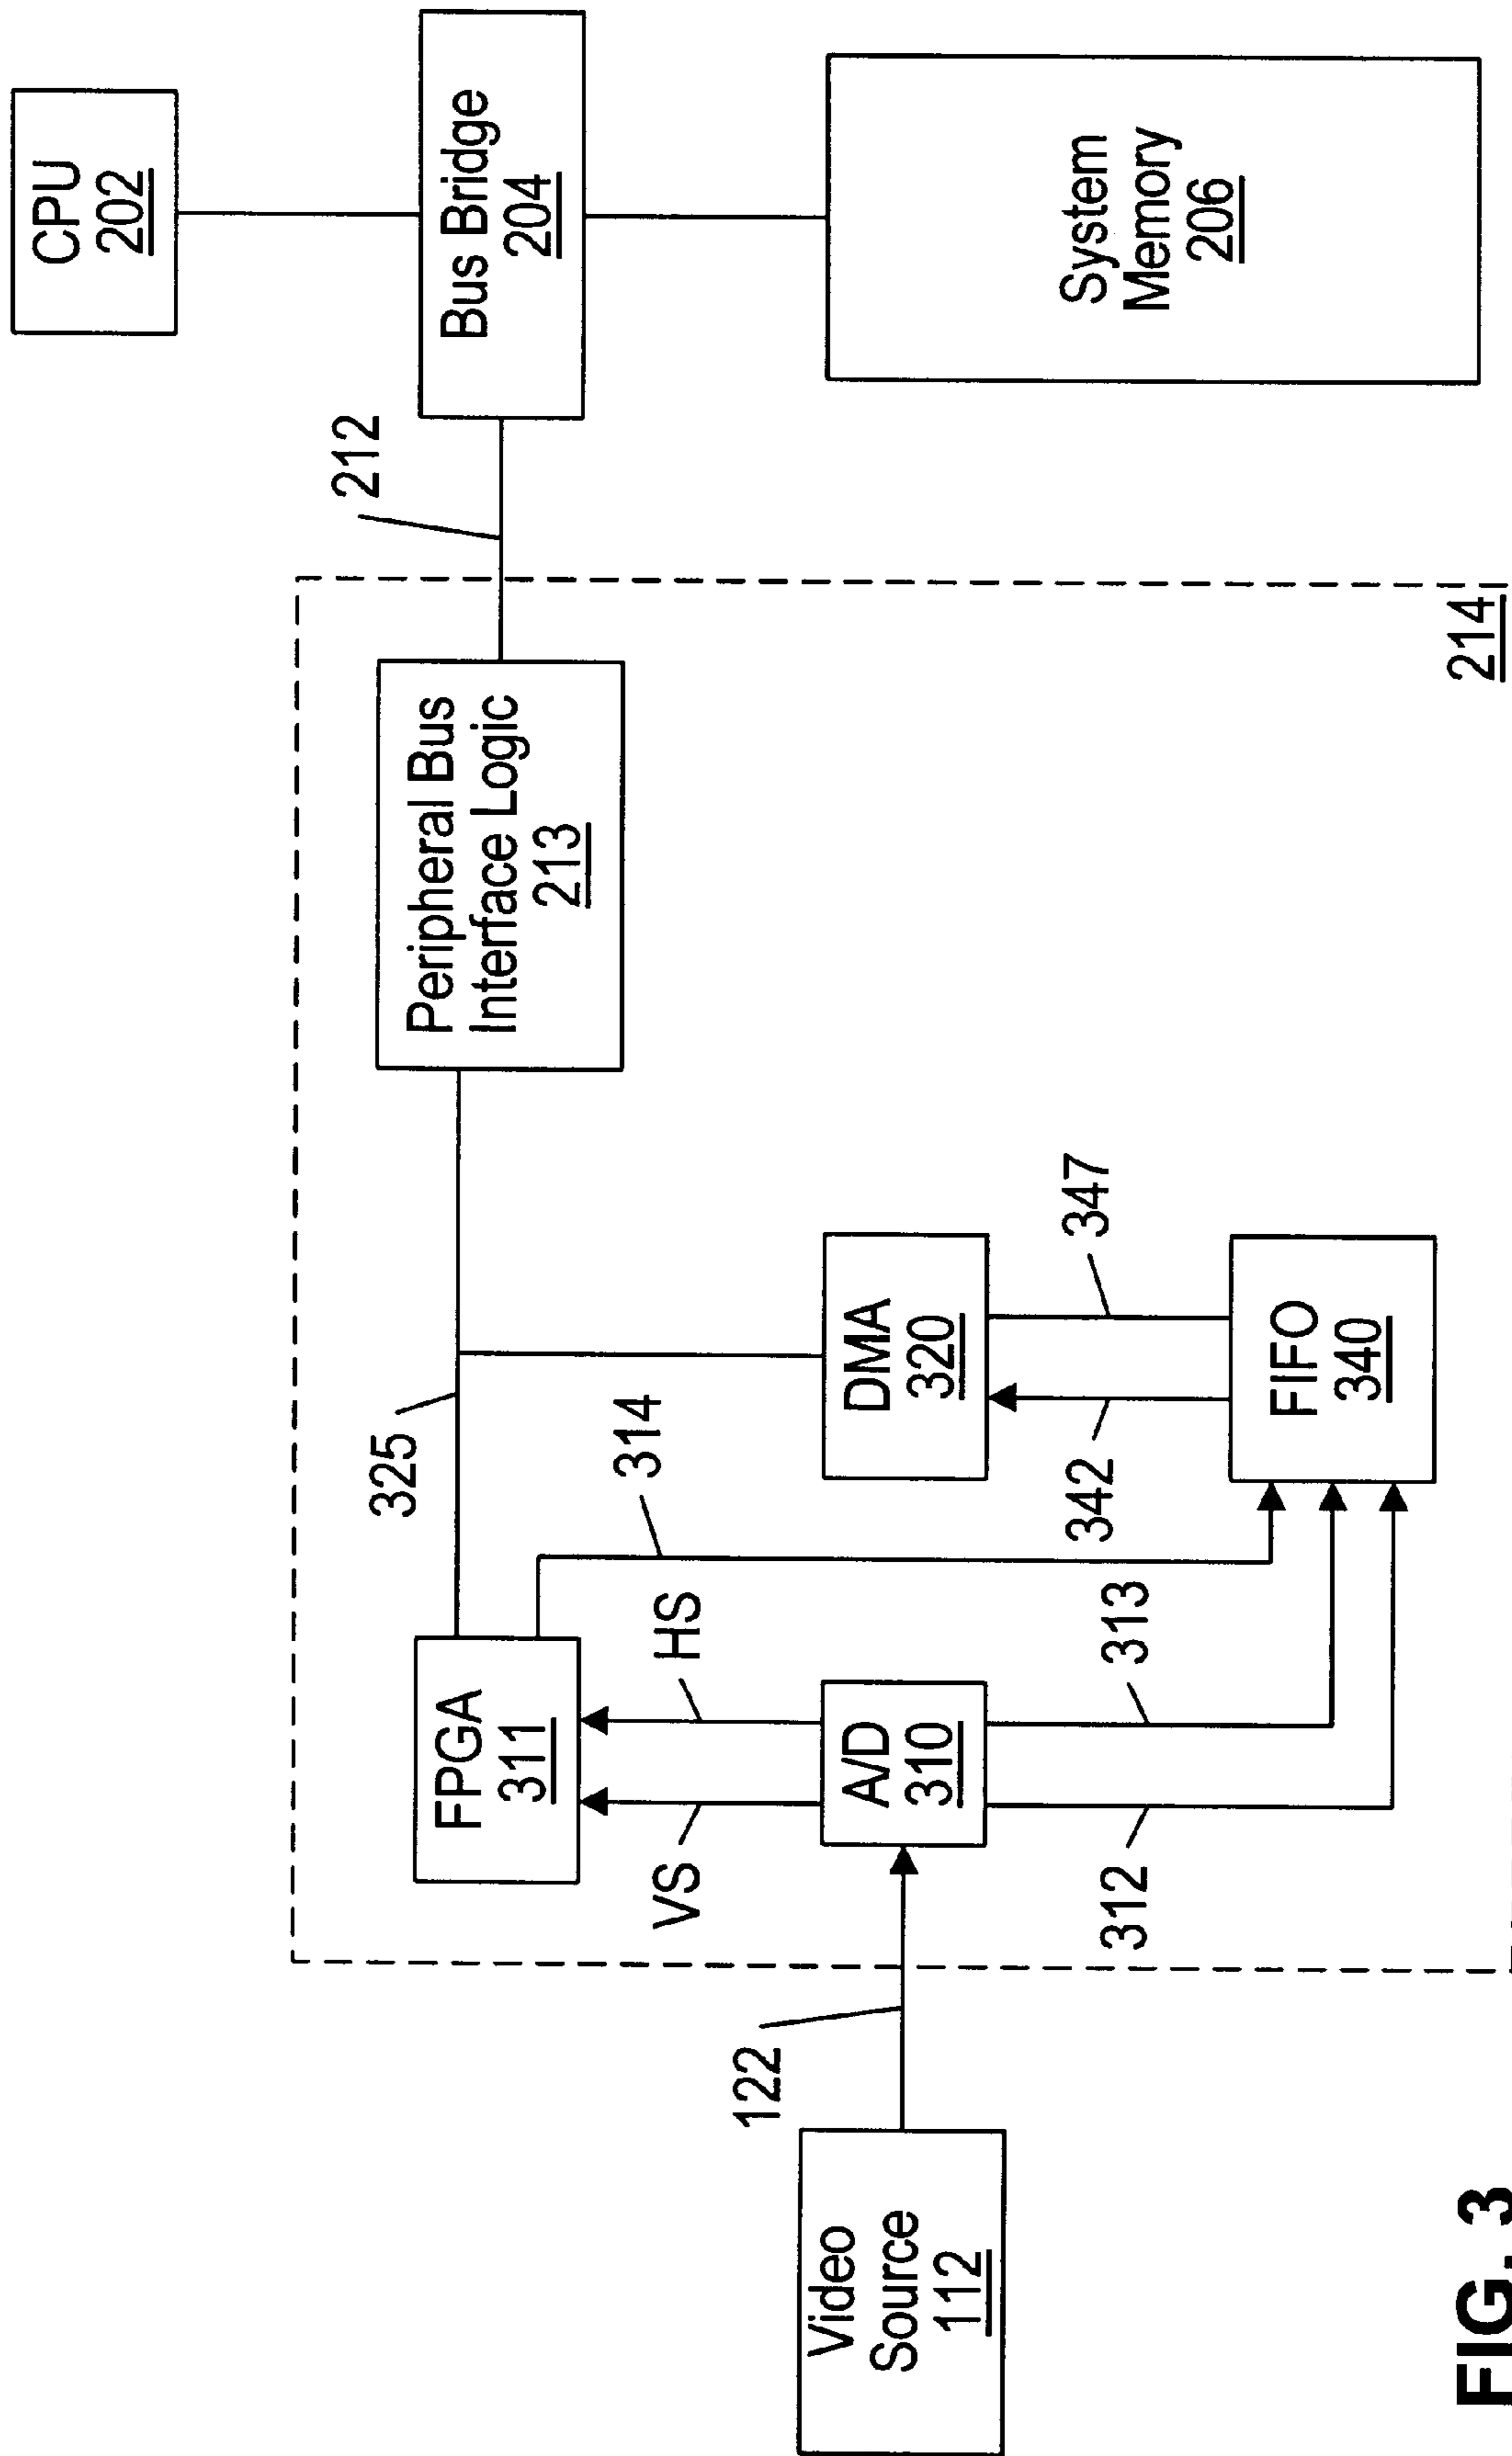 CPU
202
Bus Bridge
204
System
Memory
206
212
Peripheral Bus
Interface Logic
213
214
325
314
DMA
320
347
342
FIFO
340
FPGA
311
HS
VS
A/D
310
313
312
122
Video
Source
112
FIG. 3